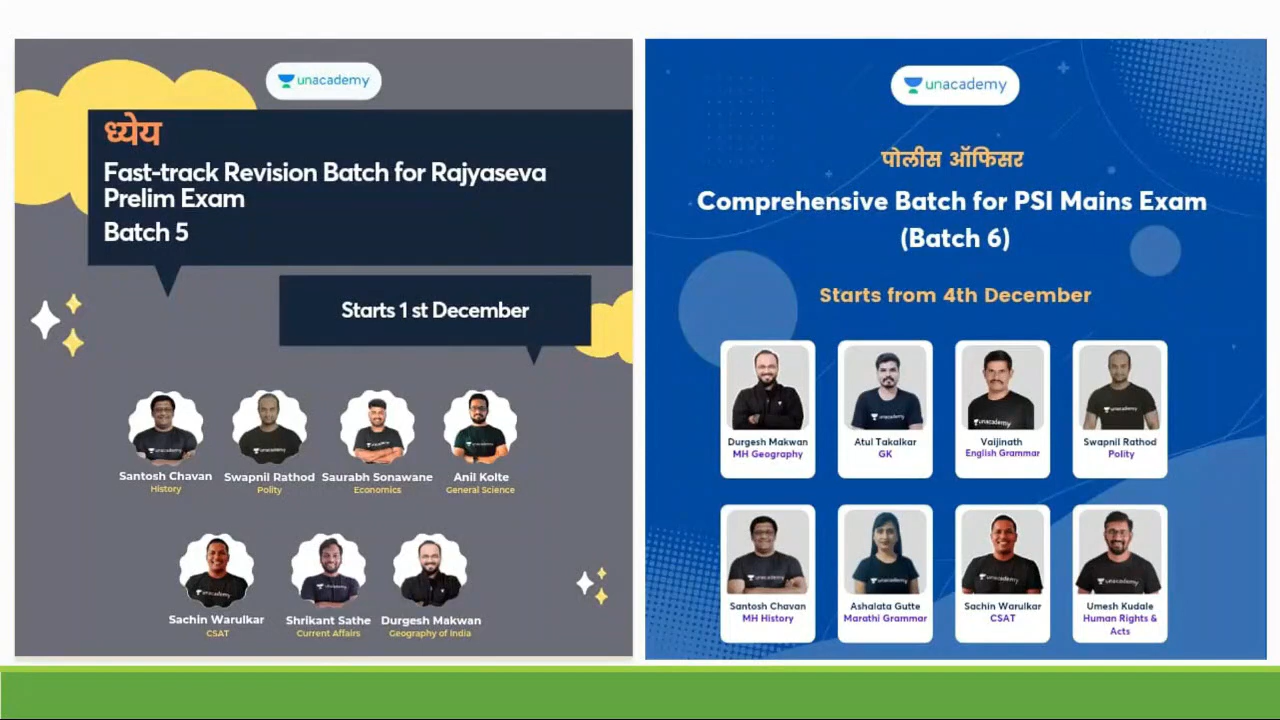 unacademy
ध्येय
Fast-track Revision Batch for Rajyaseva
Prelim Exam
Batch 5
Starts 1 st December
Santosh Chavan
History
Swapnil Rathod
Polity
Saurabh Sonawane
Economics
Anil Kolte
General Science
Sachin Warulkar
CSAT
Shrikant Sathe
Current Affairs
Durgesh Makwan
Geography of India
unacademy
पोलीस ऑफिसर
Comprehensive Batch for PSI Mains Exam
(Batch 6)
Starts from 4th December
Durgesh Makwan
MH Geography
Atul Takalkar
GK
Vaijinath
English Grammar
Swapnil Rathod
Polity
Santosh Chavan
MH History
Ashalata Gutte
Marathi Grammar
Sachin Warulkar
CSAT
Umesh Kudale
Human Rights &
Acts